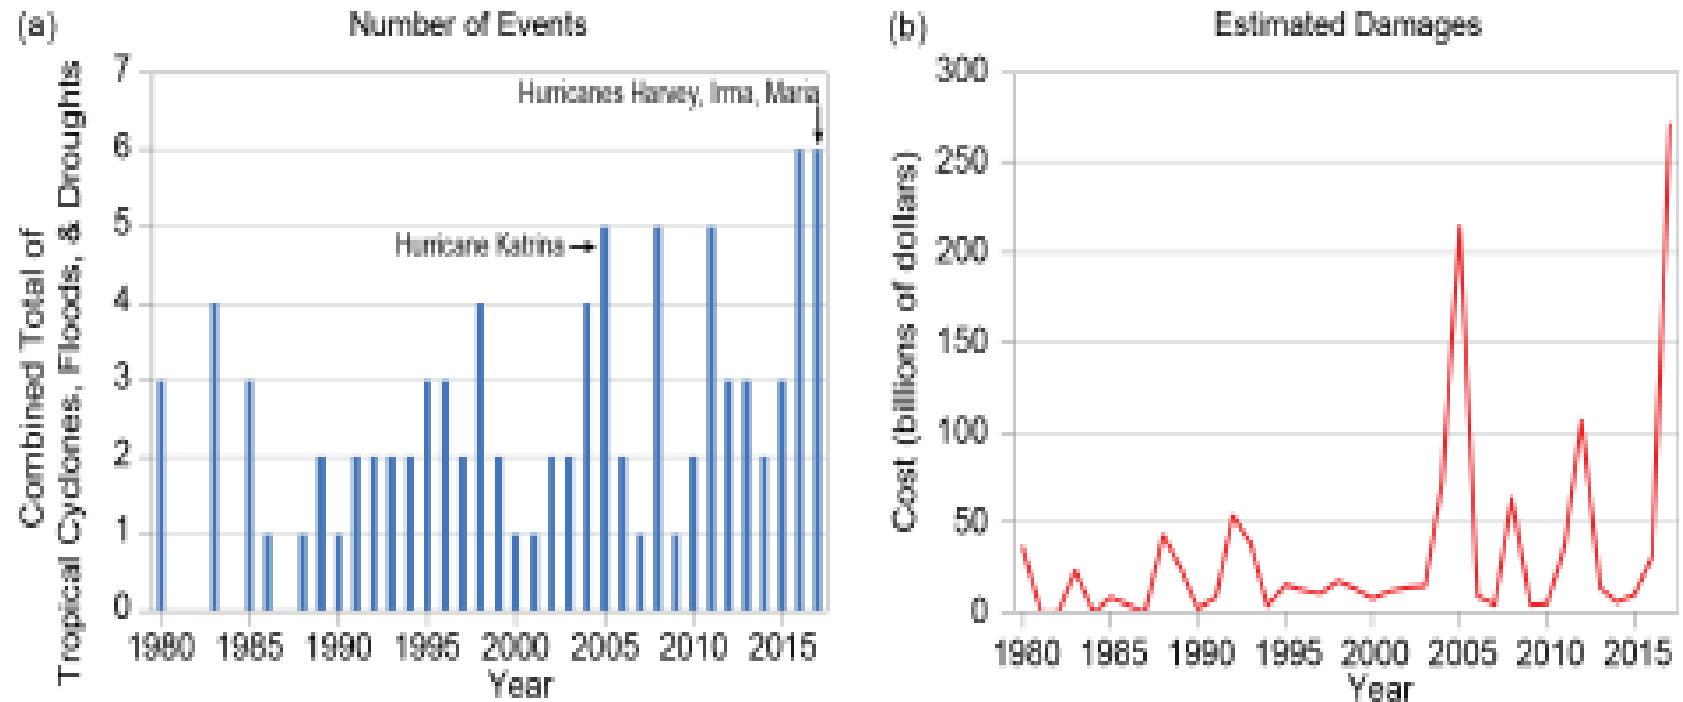 (a)
Number of Events
Combined Total of
Tropical Cyclones, Floods, & Droughts
7
6
5
4
3
2
1
0
Hurricanes Harvey, Irma, Maria
Hurricane Katrina
1980 1985 1990 1995 2000 2005 2010 2015
Year
(b)
Estimated Damages
Cost (billions of dollars)
300
250
200
150
100
50
0
1980 1985 1990 1995 2000 2005 2010 2015
Year